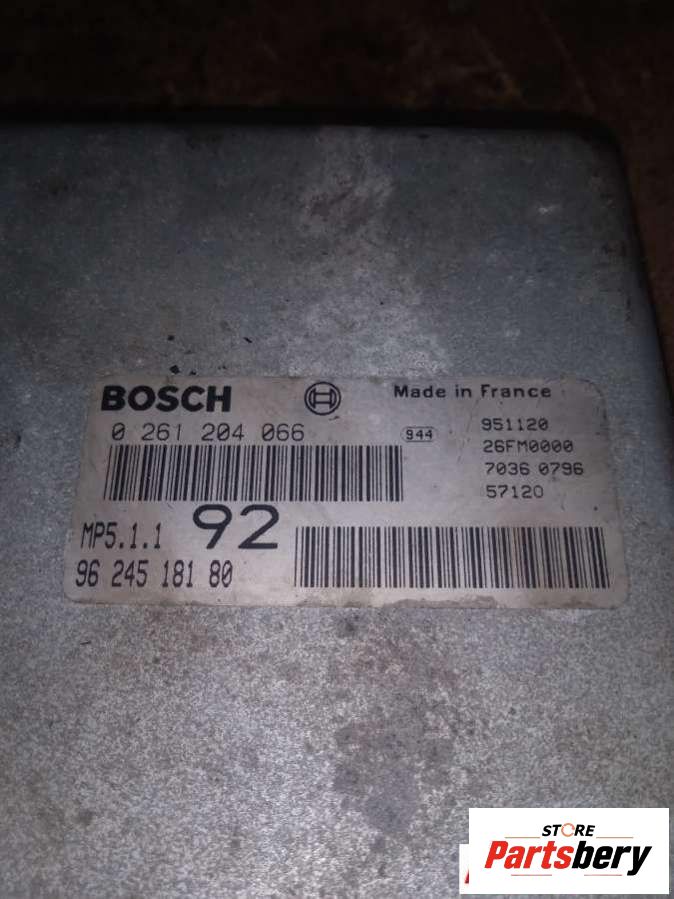 BOSCH Made in France
0 261 204 066 944 951120
26FM0000
7036 0796
57120
MP5.1.1 92
96 245 181 80
STORE
Partsbery